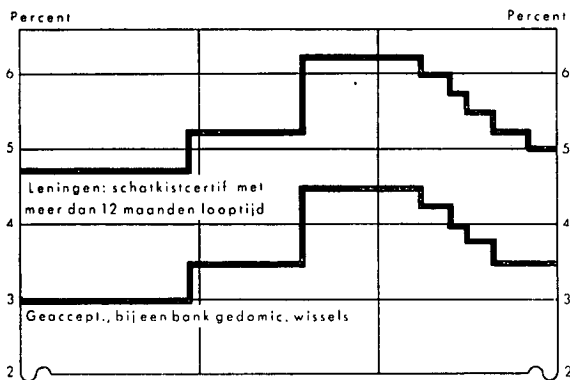 Percent Percent
6 6
5 5
Leningen: schatkistcertif met
meer dan 12 maanden looptijd
4 4
3 3
Geaccept., bij een bank gedomic. wissels
2 2